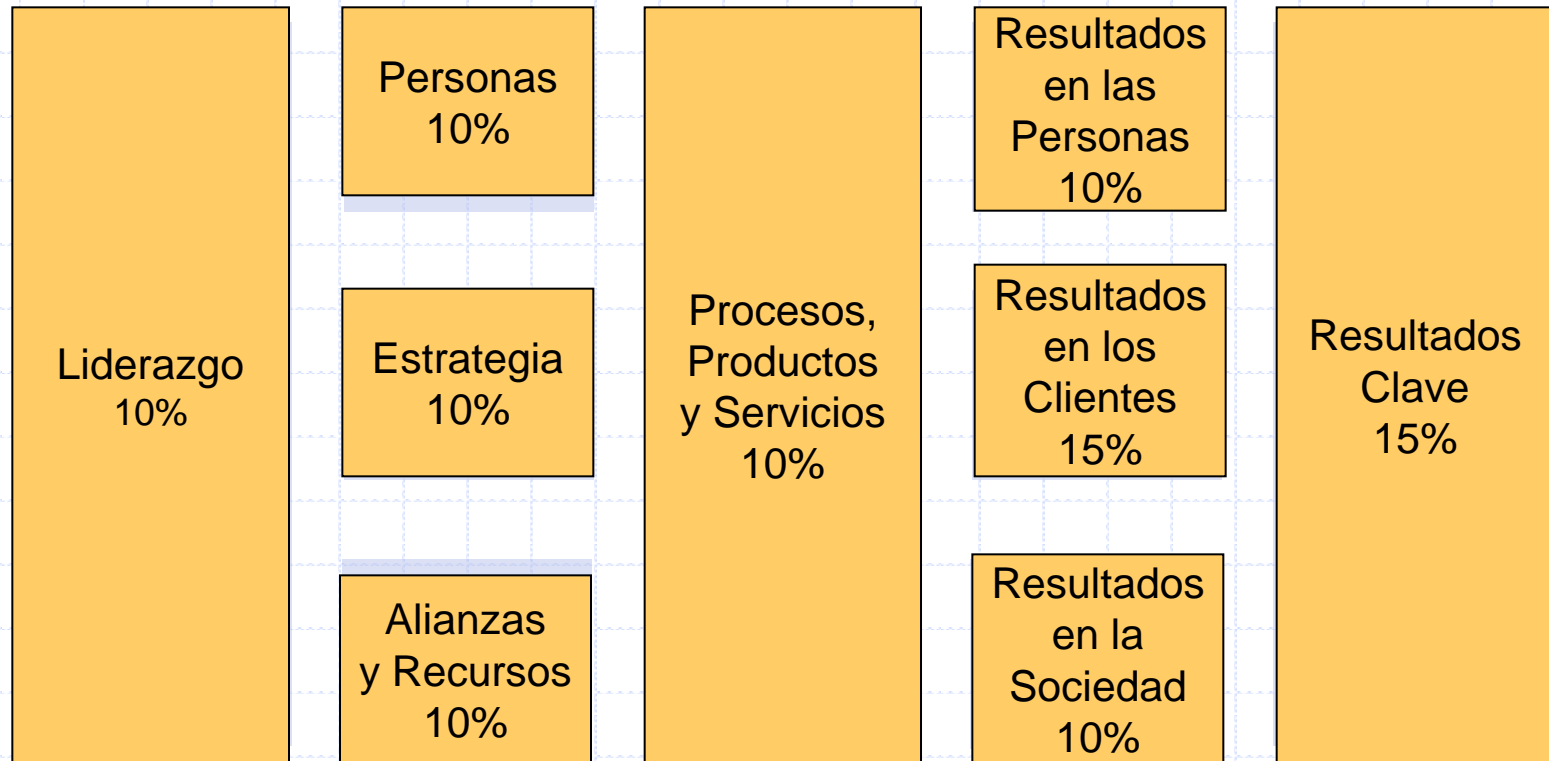 Liderazgo
10%
Personas
10%
Estrategia
10%
Alianzas
y Recursos
10%
Procesos,
Productos
y Servicios
10%
Resultados
en las
Personas
10%
Resultados
en los
Clientes
15%
Resultados
en la
Sociedad
10%
Resultados
Clave
15%